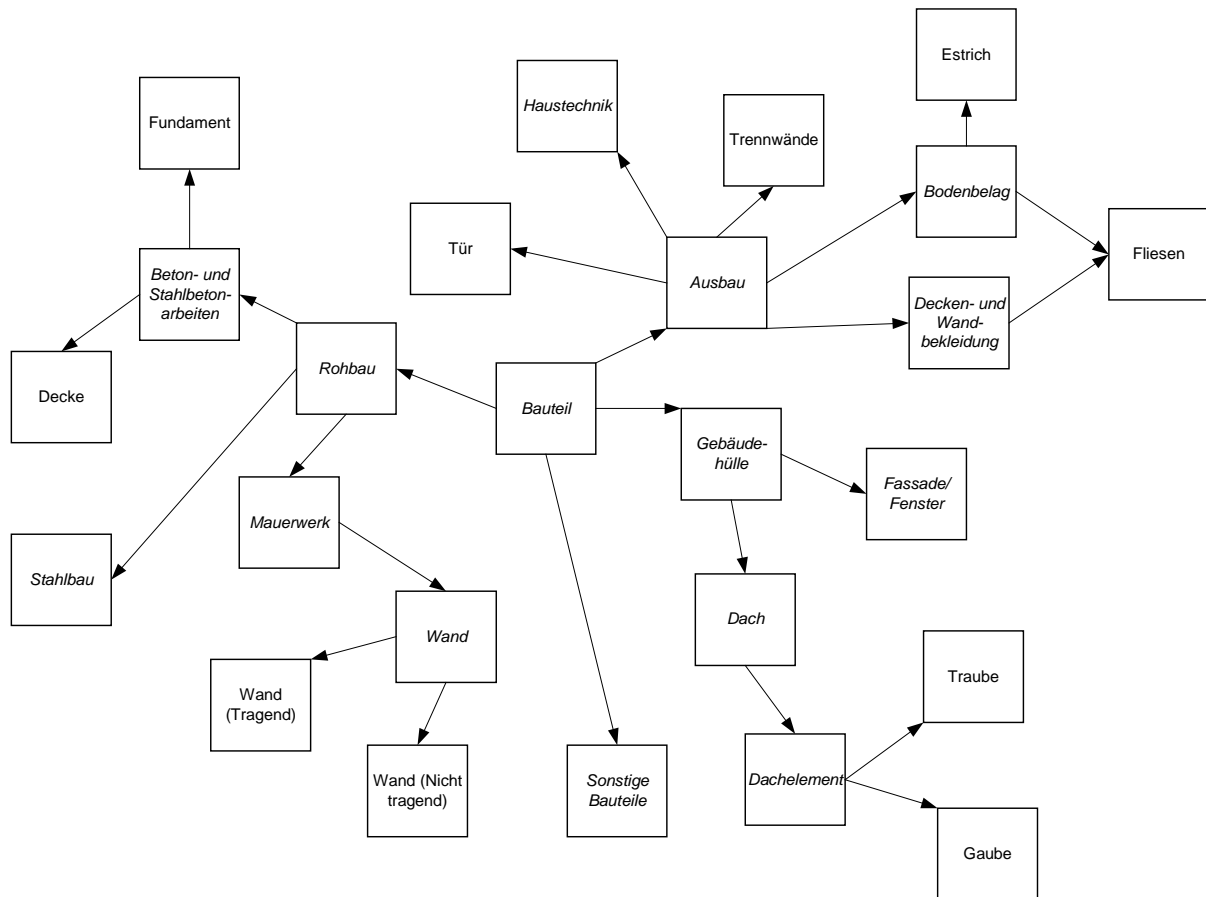 Estrich
Haustechnik
Fundament
Trennwände
Bodenbelag
Tür
Fliesen
Ausbau
Beton- und
Stahlbeton-
arbeiten
Decken- und
Wand-
bekleidung
Rohbau
Decke
Bauteil
Gebäude-
hülle
Fassade/
Fenster
Mauerwerk
Stahlbau
Dach
Wand
Traube
Wand
(Tragend)
Wand (Nicht
tragend)
Sonstige
Bauteile
Dachelement
Gaube